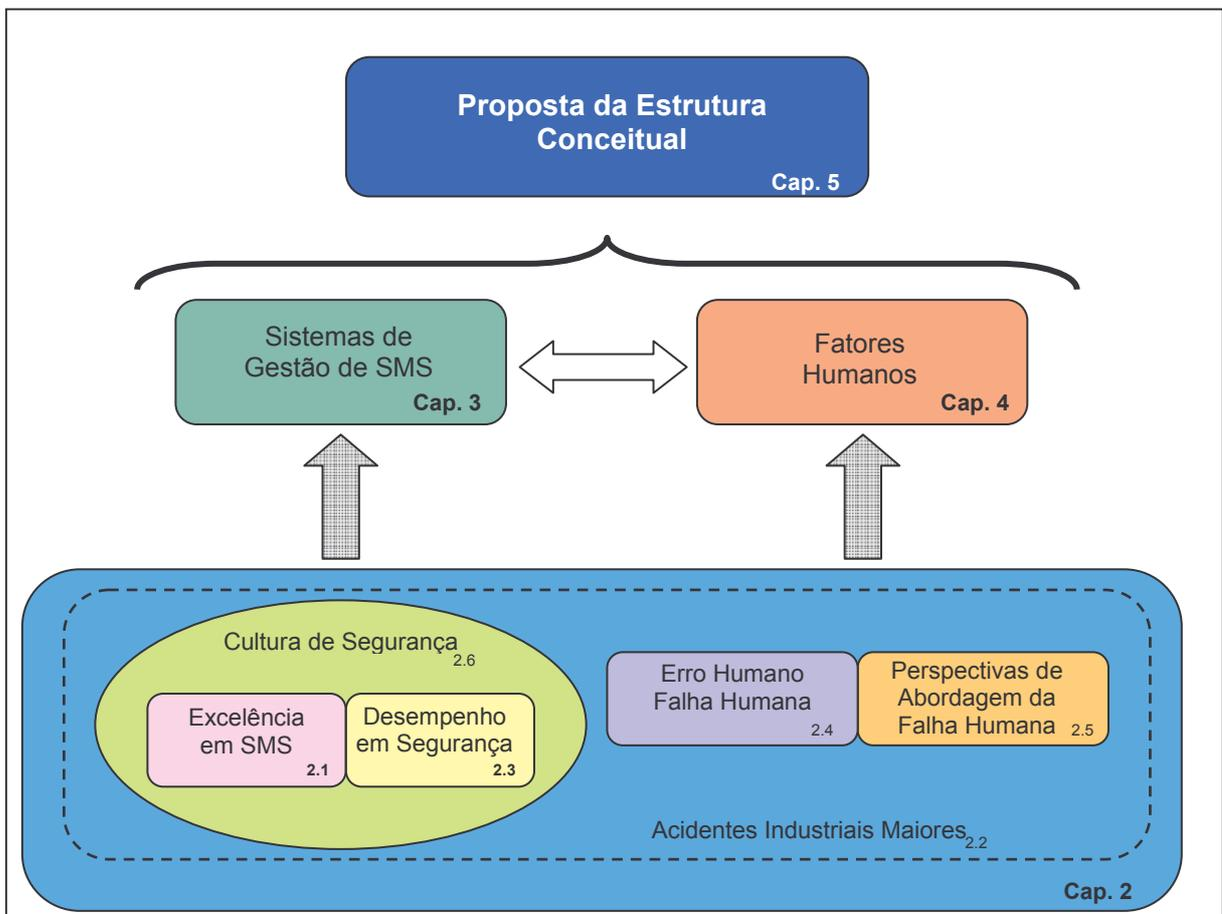 Proposta da Estrutura
Conceitual
Cap. 5
Sistemas de
Gestão de SMS
Cap. 3
Fatores
Humanos
Cap. 4
Cultura de Segurança
2.6
Excelência
em SMS
2.1
Desempenho
em Segurança
2.3
Erro Humano
Falha Humana
2.4
Perspectivas de
Abordagem da
Falha Humana 2.5
Acidentes Industriais Maiores
2.2
Cap. 2